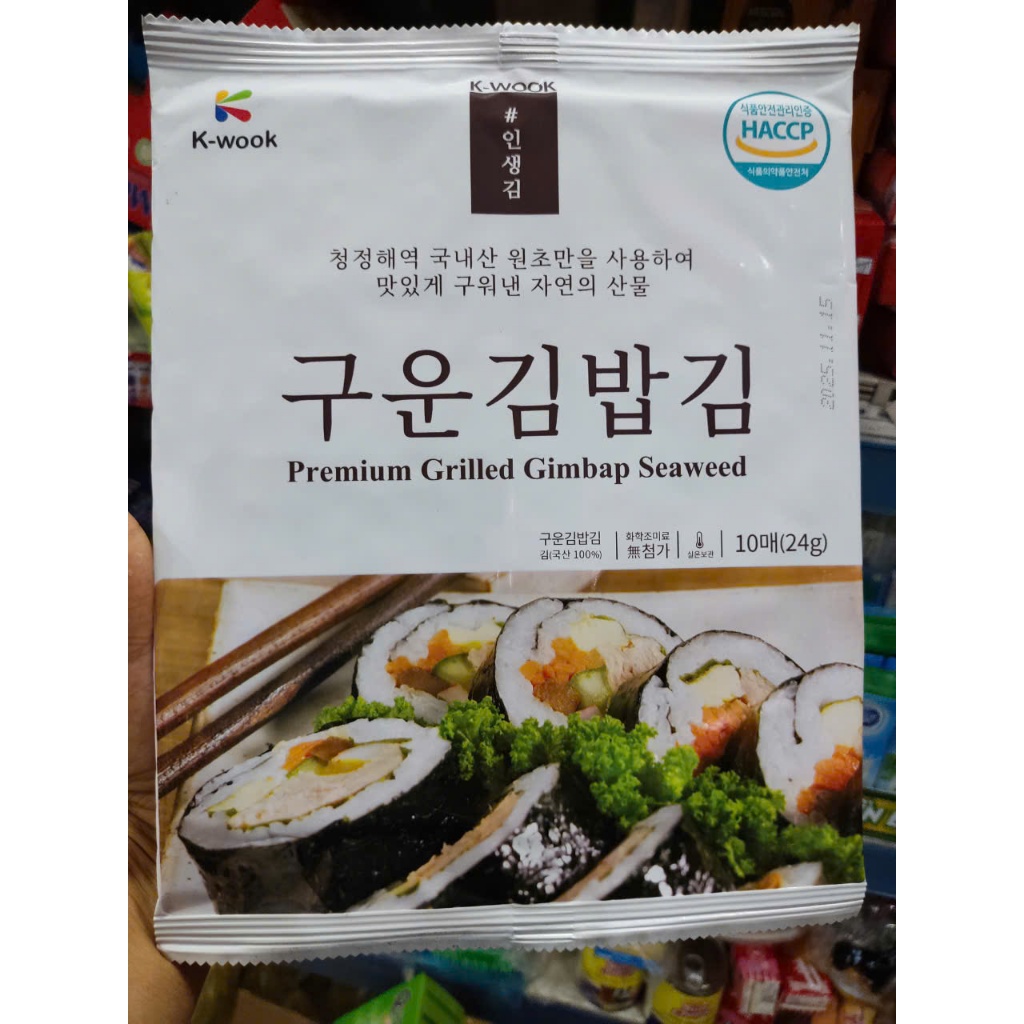 K-WOOK
K-wook
#인생김
식품안전관리인증
HACCP
식품의약품안전처
청정해역 국내산 원초만을 사용하여
맛있게 구워낸 자연의 산물
2025.11.15
구운김밥김
Premium Grilled Gimbap Seaweed
구운김밥김
김(국산 100%)
화학조미료
無첨가
실온보관
10매(24g)